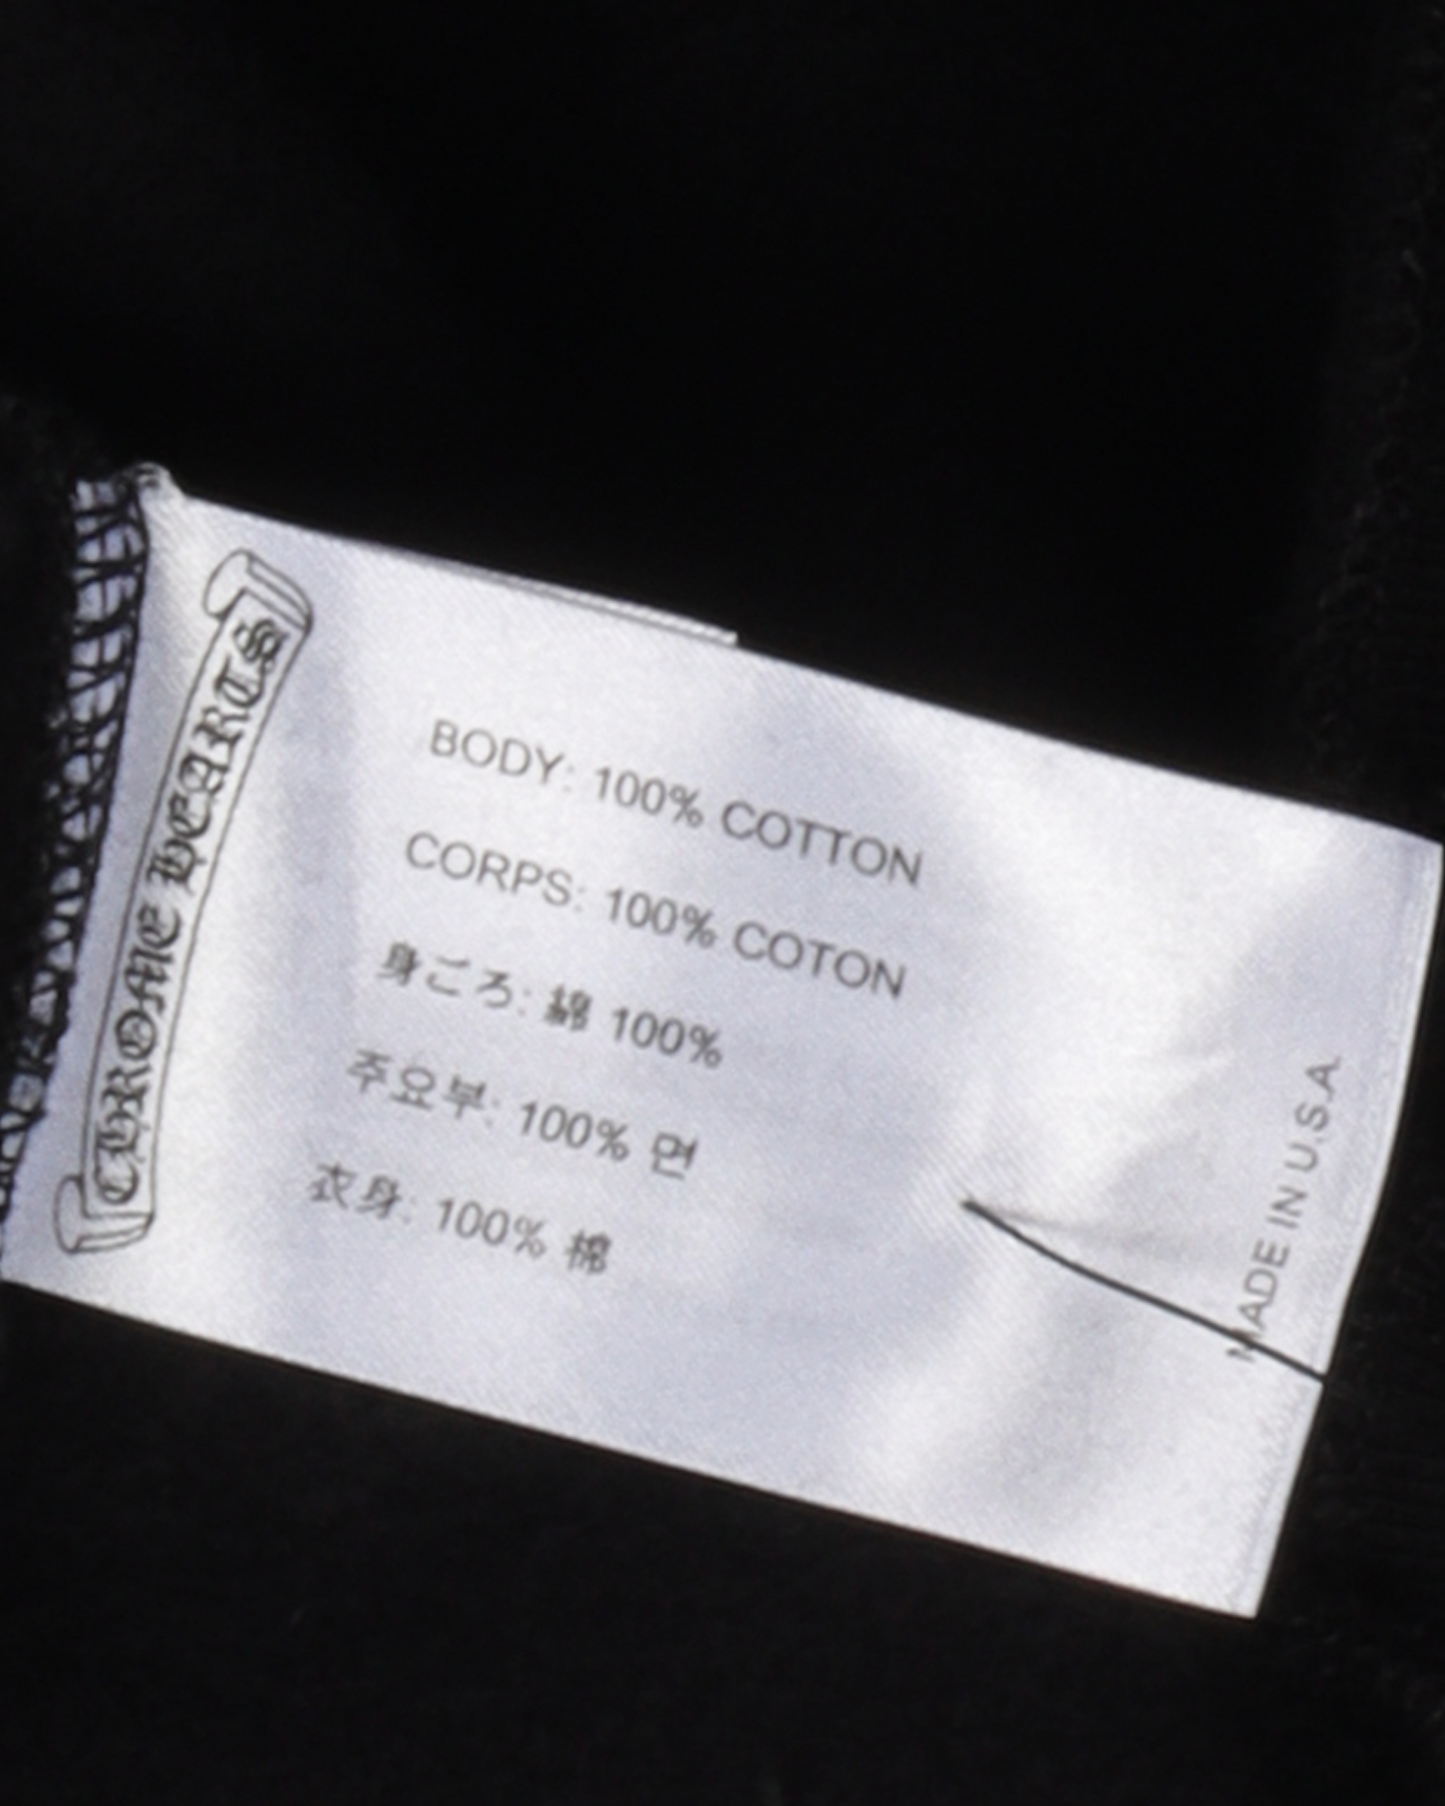 CHROME HEARTS
BODY: 100% COTTON
CORPS: 100% COTON
身ごろ: 綿 100%
주요부: 100% 면
衣身: 100% 棉
MADE IN U.S.A.